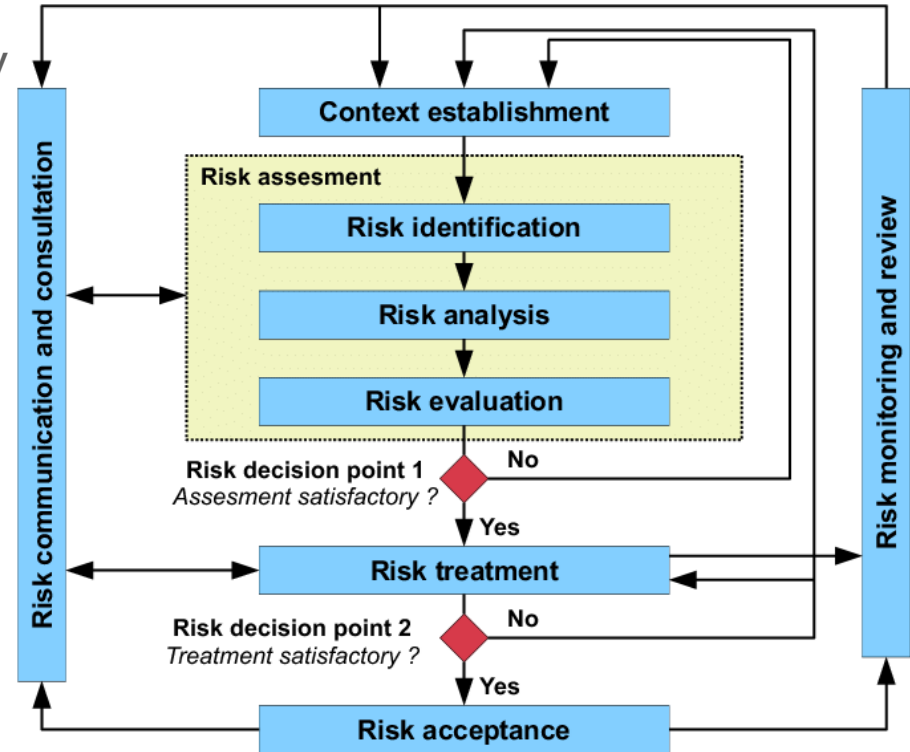 y
Context establishment
Risk assesment
Risk identification
Risk analysis
Risk evaluation
Risk decision point 1
Assesment satisfactory ?
No
Yes
Risk treatment
Risk decision point 2
Treatment satisfactory ?
No
Yes
Risk acceptance
Risk communication and consultation
Risk monitoring and review